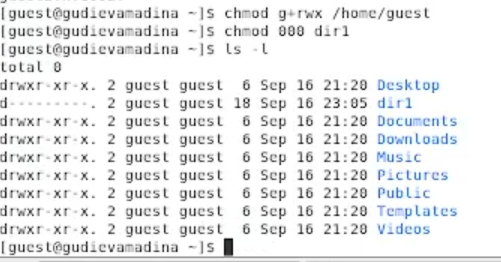 [guest@gudievamadina ~]$ chmod g+rwx /home/guest
[guest@gudievamadina ~]$ chmod 000 dir1
[guest@gudievamadina ~]$ ls -l
total 0
drwxr-xr-x. 2 guest guest  6 Sep 16 21:20 Desktop
d---------. 2 guest guest 18 Sep 16 23:05 dir1
drwxr-xr-x. 2 guest guest  6 Sep 16 21:20 Documents
drwxr-xr-x. 2 guest guest  6 Sep 16 21:20 Downloads
drwxr-xr-x. 2 guest guest  6 Sep 16 21:20 Music
drwxr-xr-x. 2 guest guest  6 Sep 16 21:20 Pictures
drwxr-xr-x. 2 guest guest  6 Sep 16 21:20 Public
drwxr-xr-x. 2 guest guest  6 Sep 16 21:20 Templates
drwxr-xr-x. 2 guest guest  6 Sep 16 21:20 Videos
[guest@gudievamadina ~]$